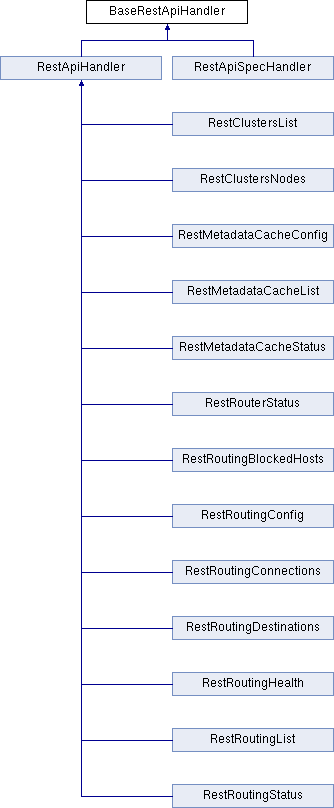 BaseRestApiHandler
RestApiHandler
RestApiSpecHandler
RestClustersList
RestClustersNodes
RestMetadataCacheConfig
RestMetadataCacheList
RestMetadataCacheStatus
RestRouterStatus
RestRoutingBlockedHosts
RestRoutingConfig
RestRoutingConnections
RestRoutingDestinations
RestRoutingHealth
RestRoutingList
RestRoutingStatus